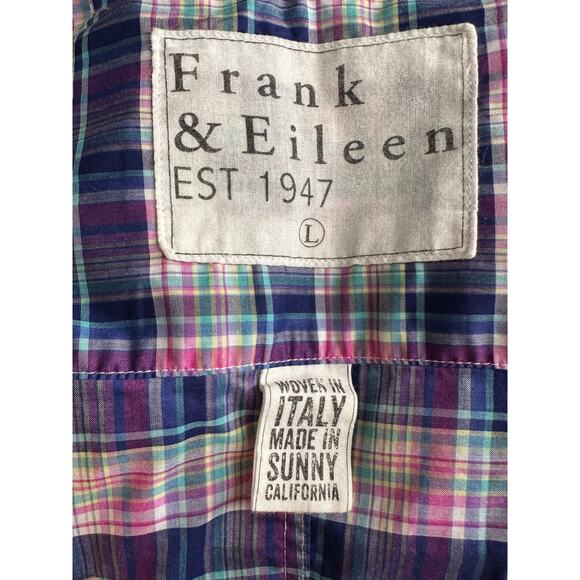 Frank
& Eileen
EST 1947
L
WOVEN IN
ITALY
MADE IN
SUNNY
CALIFORNIA